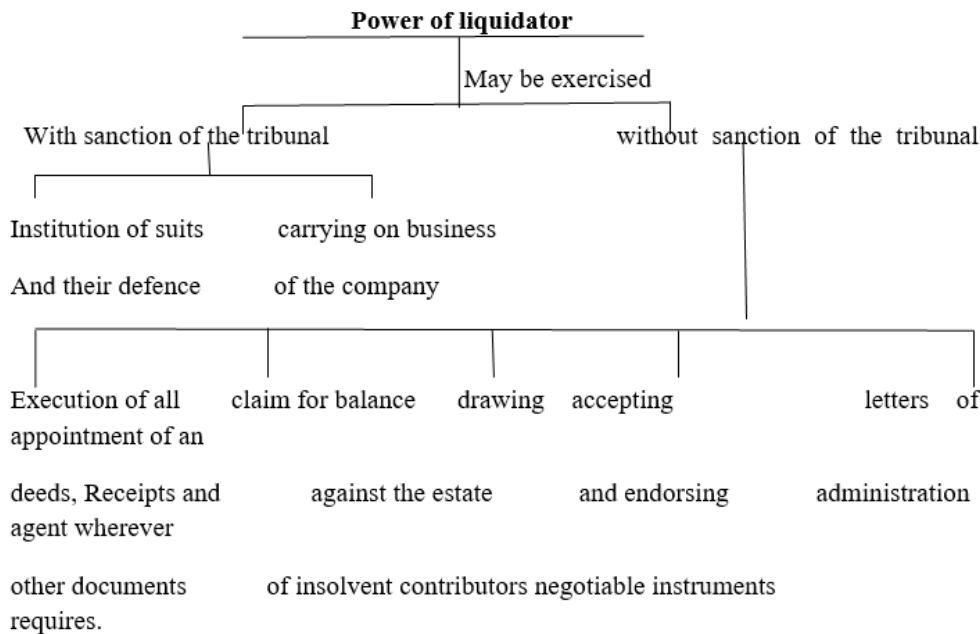 Power of liquidator
May be exercised
With sanction of the tribunal without sanction of the tribunal
Institution of suits carrying on business
And their defence of the company
Execution of all claim for balance drawing accepting letters of
appointment of an
deeds, Receipts and against the estate and endorsing administration
agent wherever
other documents of insolvent contributors negotiable instruments
requires.